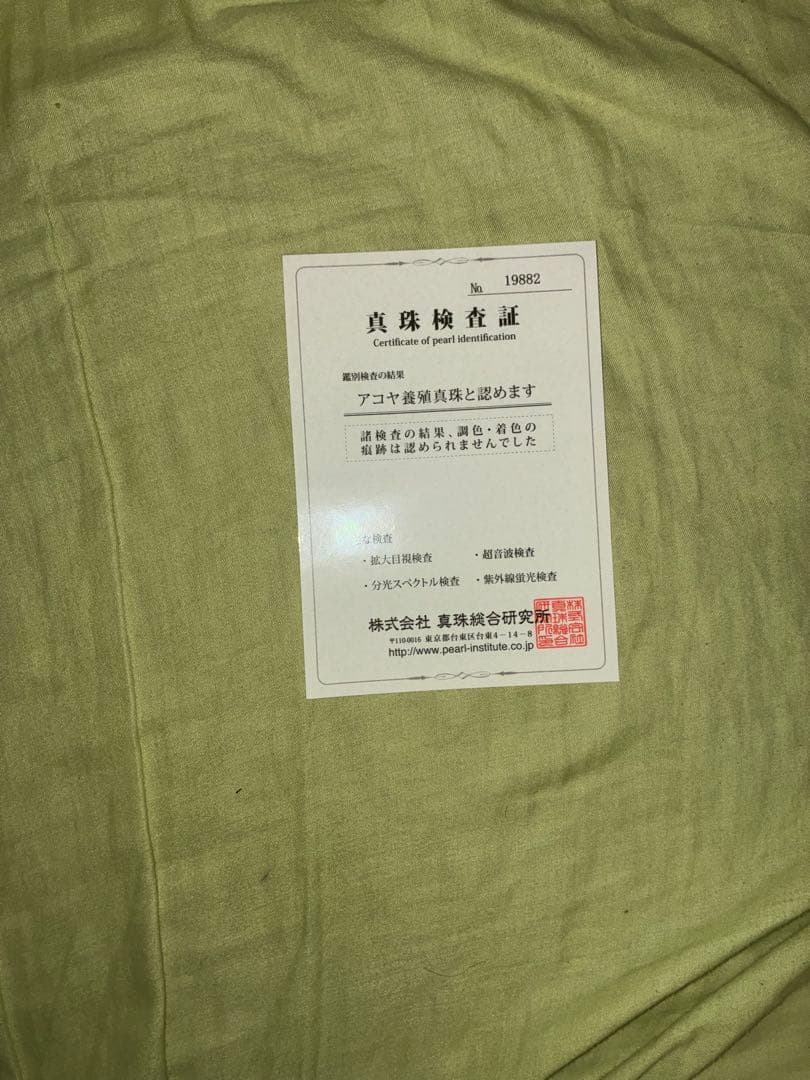 No. 19882
真珠検査証
Certificate of pearl identification
鑑別検査の結果
アコヤ養殖真珠と認めます
諸検査の結果、調色・着色の
痕跡は認められませんでした
な検査
・拡大目視検査 ・超音波検査
・分光スペクトル検査 ・紫外線蛍光検査
株式会社 真珠総合研究所
〒110-0016 東京都台東区台東4-14-8
http://www.pearl-institute.co.jp